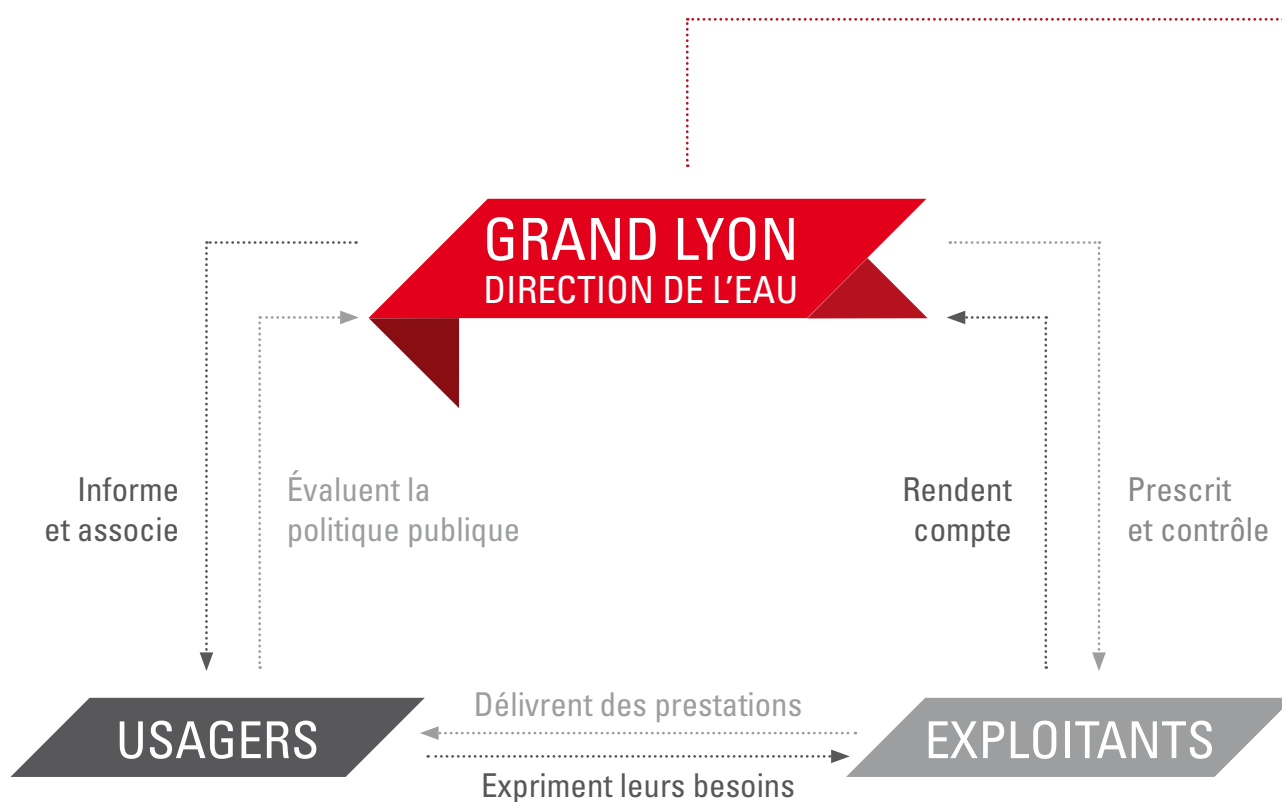 GRAND LYON
DIRECTION DE L'EAU
Informe
et associe
Évaluent la
politique publique
Rendent
compte
Prescrit
et contrôle
USAGERS
Délivrent des prestations
Expriment leurs besoins
EXPLOITANTS